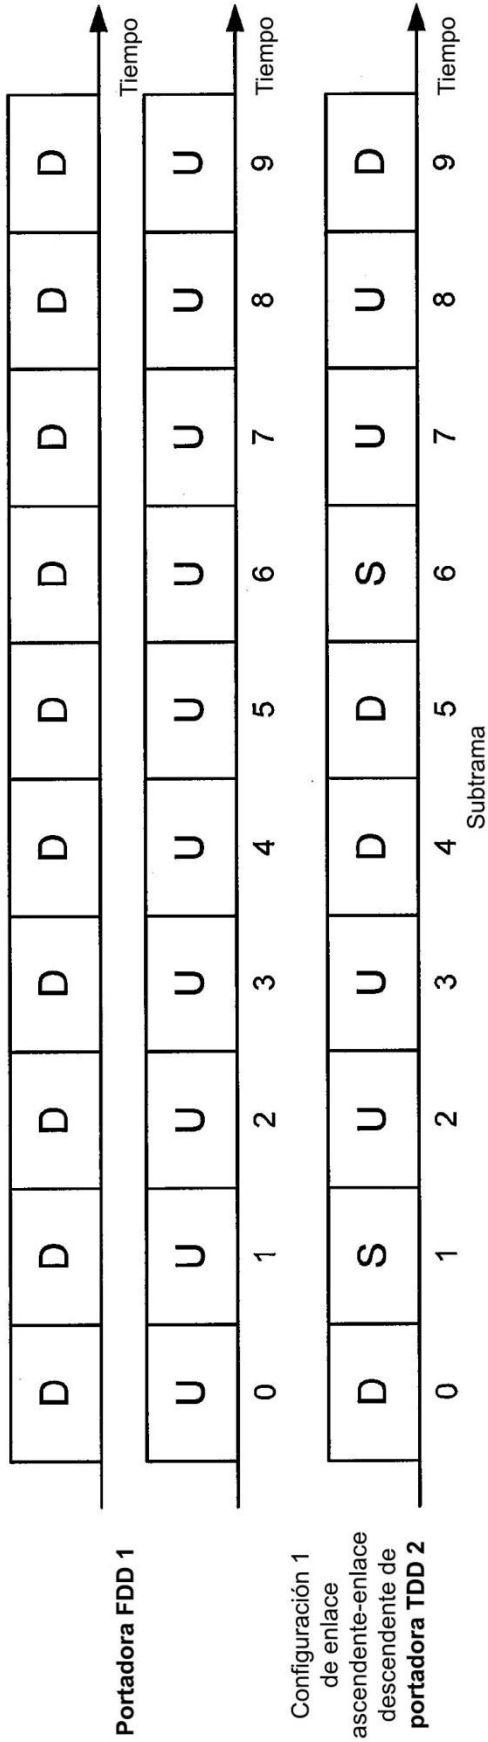 D D D D D D D D D D
Tiempo
Portadora FDD 1
U U U U U U U U U U
0 1 2 3 4 5 6 7 8 9 Tiempo
Configuración 1
de enlace
ascendente-enlace
descendente de
portadora TDD 2
D S U U D D S U U D
0 1 2 3 4 5 6 7 8 9 Tiempo
Subtrama